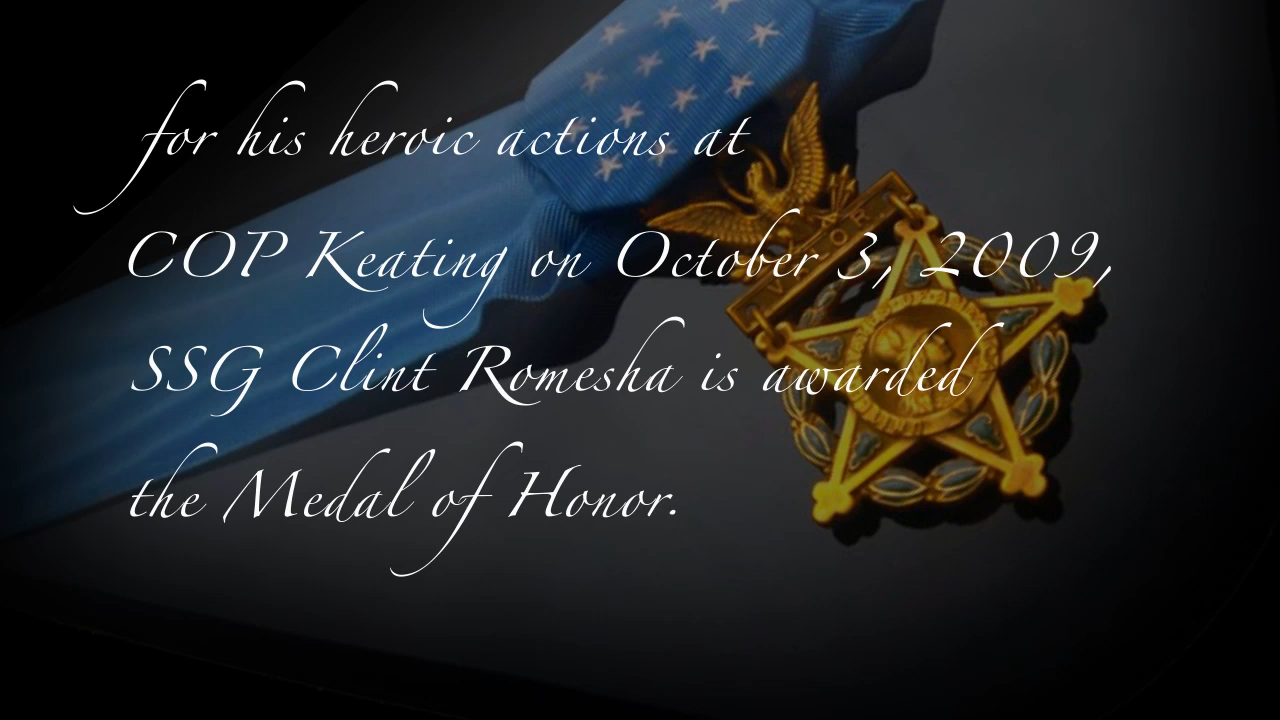 for his heroic actions at
COP Keating on October 3, 2009,
SSG Clint Romesha is awarded
the Medal of Honor.